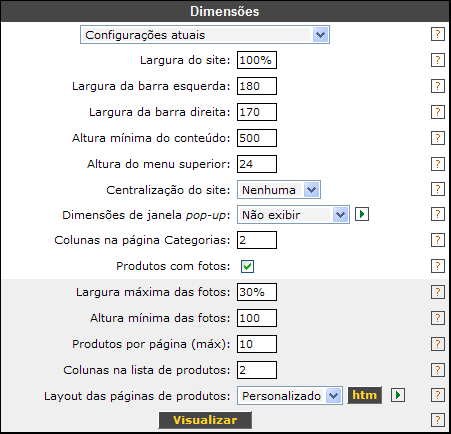 Dimensões
Configurações atuais ?
Largura do site: 100% ?
Largura da barra esquerda: 180 ?
Largura da barra direita: 170 ?
Altura mínima do conteúdo: 500 ?
Altura do menu superior: 24 ?
Centralização do site: Nenhuma ?
Dimensões de janela pop-up: Não exibir ?
Colunas na página Categorias: 2 ?
Produtos com fotos: ?
Largura máxima das fotos: 30% ?
Altura mínima das fotos: 100 ?
Produtos por página (máx): 10 ?
Colunas na lista de produtos: 2 ?
Layout das páginas de produtos: Personalizado htm ?
Visualizar ?